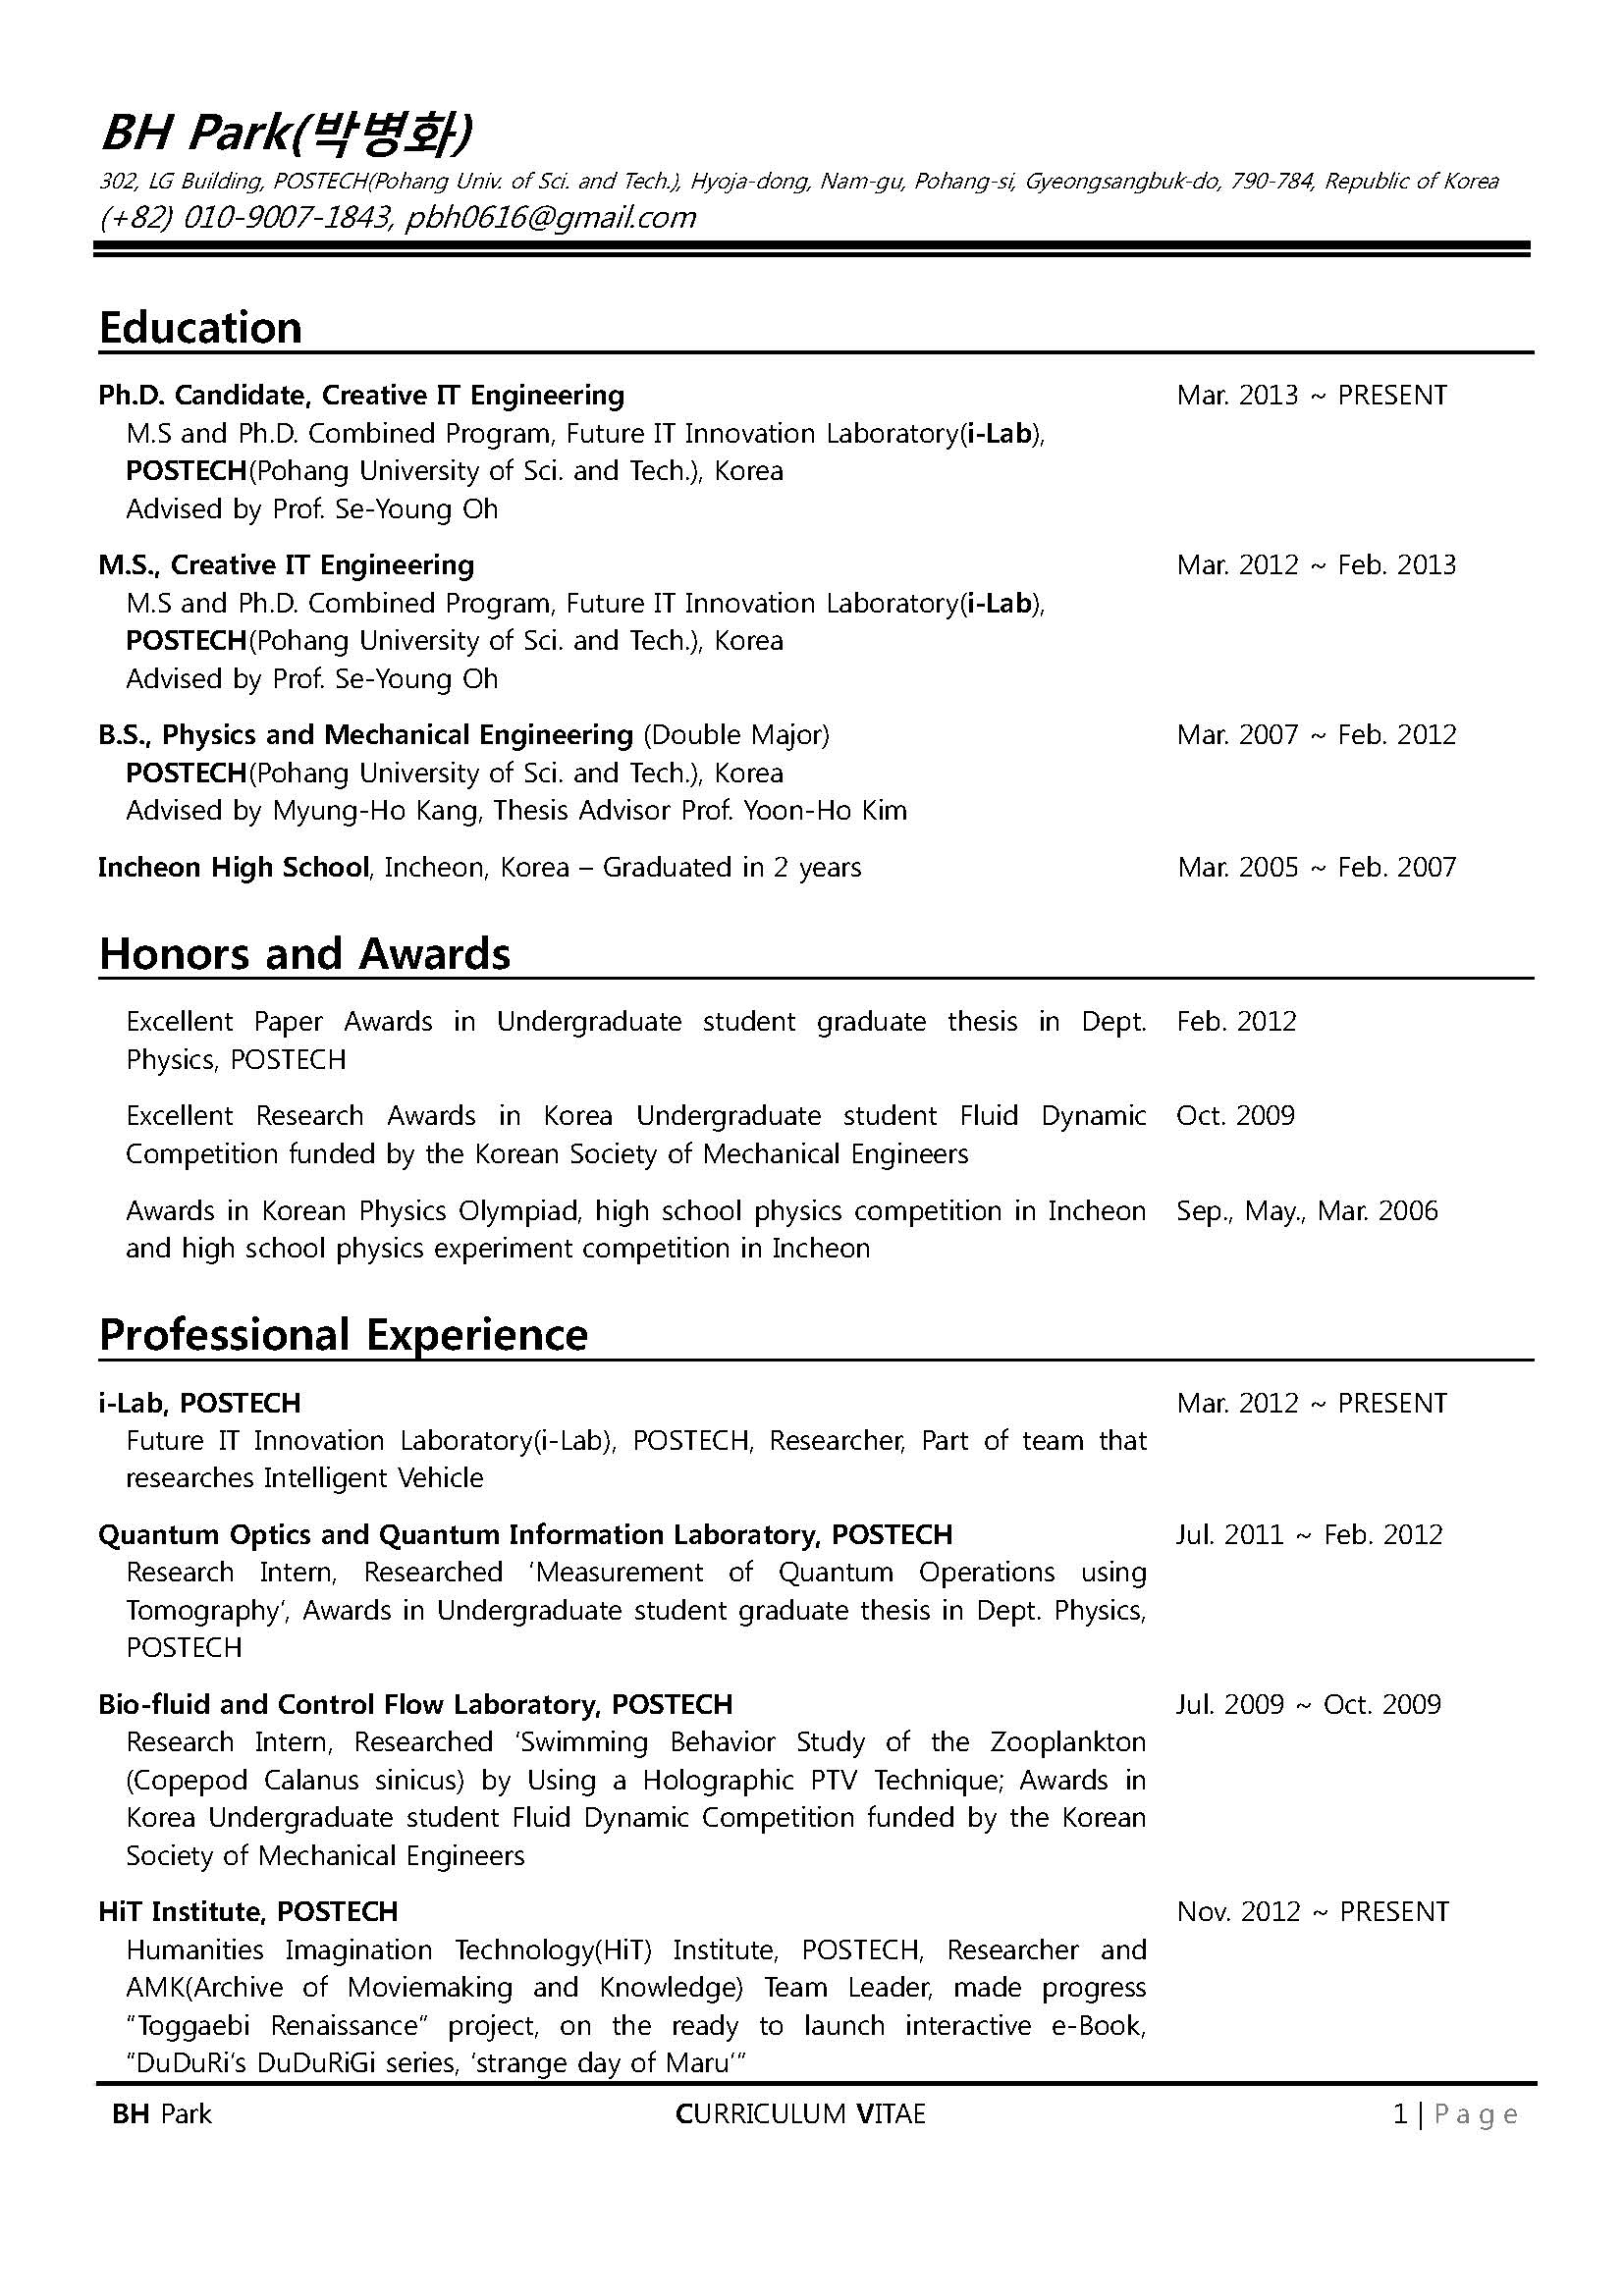 BH Park(박병화)
302, LG Building, POSTECH(Pohang Univ. of Sci. and Tech.), Hyoja-dong, Nam-gu, Pohang-si, Gyeongsangbuk-do, 790-784, Republic of Korea
(+82) 010-9007-1843, pbh0616@gmail.com
Education
Ph.D. Candidate, Creative IT Engineering Mar. 2013 ~ PRESENT
M.S and Ph.D. Combined Program, Future IT Innovation Laboratory(i-Lab),
POSTECH(Pohang University of Sci. and Tech.), Korea
Advised by Prof. Se-Young Oh
M.S., Creative IT Engineering Mar. 2012 ~ Feb. 2013
M.S and Ph.D. Combined Program, Future IT Innovation Laboratory(i-Lab),
POSTECH(Pohang University of Sci. and Tech.), Korea
Advised by Prof. Se-Young Oh
B.S., Physics and Mechanical Engineering (Double Major) Mar. 2007 ~ Feb. 2012
POSTECH(Pohang University of Sci. and Tech.), Korea
Advised by Myung-Ho Kang, Thesis Advisor Prof. Yoon-Ho Kim
Incheon High School, Incheon, Korea – Graduated in 2 years Mar. 2005 ~ Feb. 2007
Honors and Awards
Excellent Paper Awards in Undergraduate student graduate thesis in Dept. Feb. 2012
Physics, POSTECH
Excellent Research Awards in Korea Undergraduate student Fluid Dynamic Oct. 2009
Competition funded by the Korean Society of Mechanical Engineers
Awards in Korean Physics Olympiad, high school physics competition in Incheon Sep., May., Mar. 2006
and high school physics experiment competition in Incheon
Professional Experience
i-Lab, POSTECH Mar. 2012 ~ PRESENT
Future IT Innovation Laboratory(i-Lab), POSTECH, Researcher, Part of team that
researches Intelligent Vehicle
Quantum Optics and Quantum Information Laboratory, POSTECH Jul. 2011 ~ Feb. 2012
Research Intern, Researched ‘Measurement of Quantum Operations using
Tomography’, Awards in Undergraduate student graduate thesis in Dept. Physics,
POSTECH
Bio-fluid and Control Flow Laboratory, POSTECH Jul. 2009 ~ Oct. 2009
Research Intern, Researched ‘Swimming Behavior Study of the Zooplankton
(Copepod Calanus sinicus) by Using a Holographic PTV Technique; Awards in
Korea Undergraduate student Fluid Dynamic Competition funded by the Korean
Society of Mechanical Engineers
HiT Institute, POSTECH Nov. 2012 ~ PRESENT
Humanities Imagination Technology(HiT) Institute, POSTECH, Researcher and
AMK(Archive of Moviemaking and Knowledge) Team Leader, made progress
“Toggaebi Renaissance” project, on the ready to launch interactive e-Book,
“DuDuRi’s DuDuRiGi series, ‘strange day of Maru’”
BH Park CURRICULUM VITAE 1 | Page